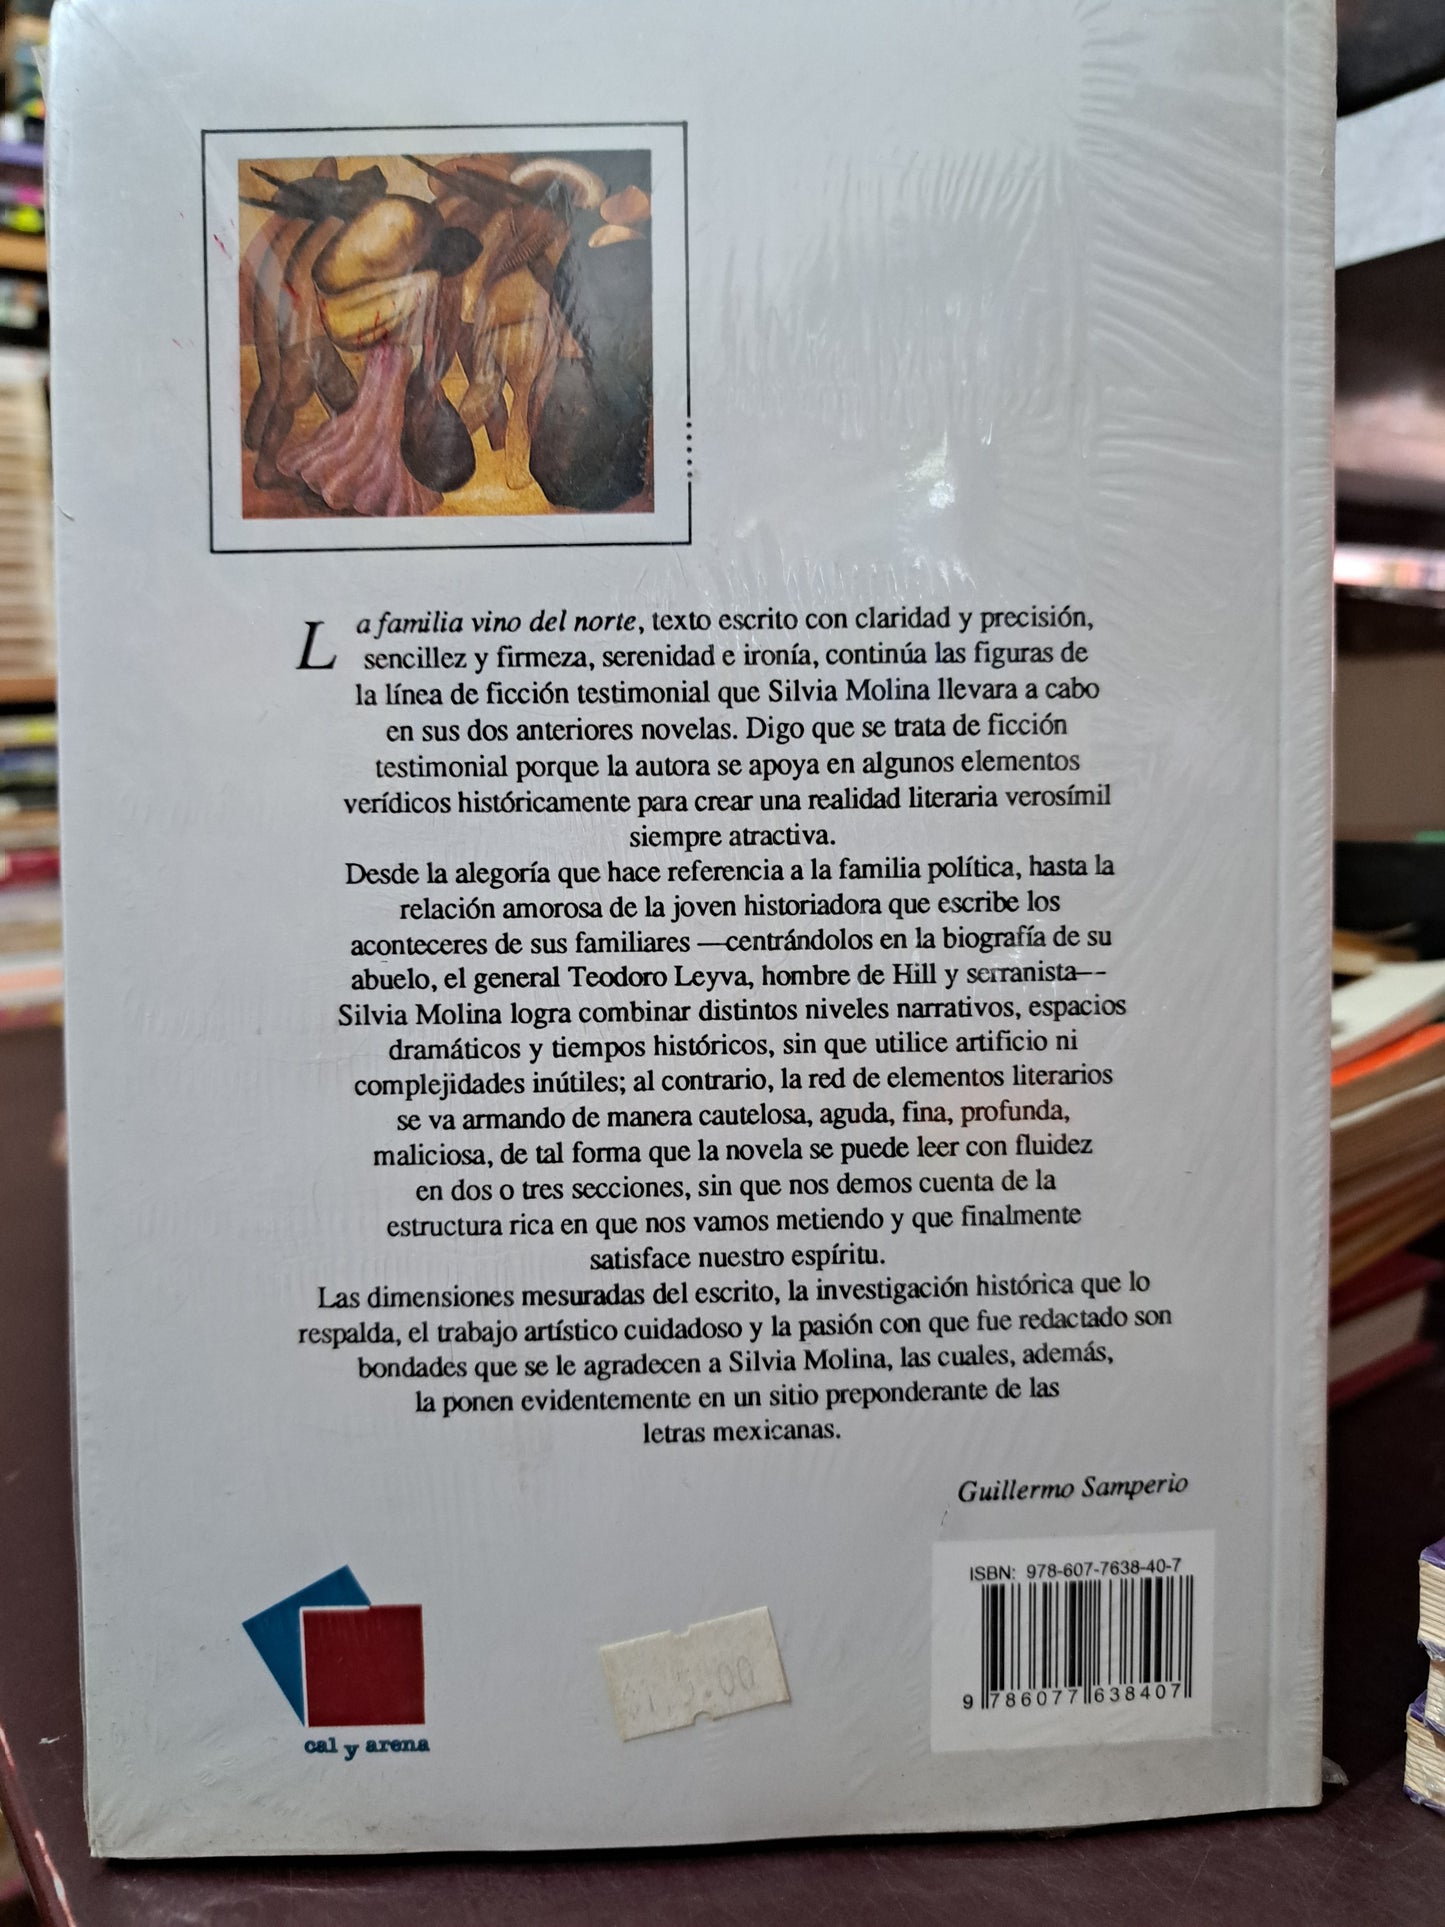 La familia vino del norte, texto escrito con claridad y precisión,
sencillez y firmeza, serenidad e ironía, continúa las figuras de
la línea de ficción testimonial que Silvia Molina llevara a cabo
en sus dos anteriores novelas. Digo que se trata de ficción
testimonial porque la autora se apoya en algunos elementos
verídicos históricamente para crear una realidad literaria verosímil
siempre atractiva.
Desde la alegoría que hace referencia a la familia política, hasta la
relación amorosa de la joven historiadora que escribe los
aconteceres de sus familiares —centrándolos en la biografía de su
abuelo, el general Teodoro Leyva, hombre de Hill y serranista—-
Silvia Molina logra combinar distintos niveles narrativos, espacios
dramáticos y tiempos históricos, sin que utilice artificio ni
complejidades inútiles; al contrario, la red de elementos literarios
se va armando de manera cautelosa, aguda, fina, profunda,
maliciosa, de tal forma que la novela se puede leer con fluidez
en dos o tres secciones, sin que nos demos cuenta de la
estructura rica en que nos vamos metiendo y que finalmente
satisface nuestro espíritu.
Las dimensiones mesuradas del escrito, la investigación histórica que lo
respalda, el trabajo artístico cuidadoso y la pasión con que fue redactado son
bondades que se le agradecen a Silvia Molina, las cuales, además,
la ponen evidentemente en un sitio preponderante de las
letras mexicanas.
Guillermo Samperio
ISBN: 978-607-7638-40-7
9 786077 638407
cal y arena